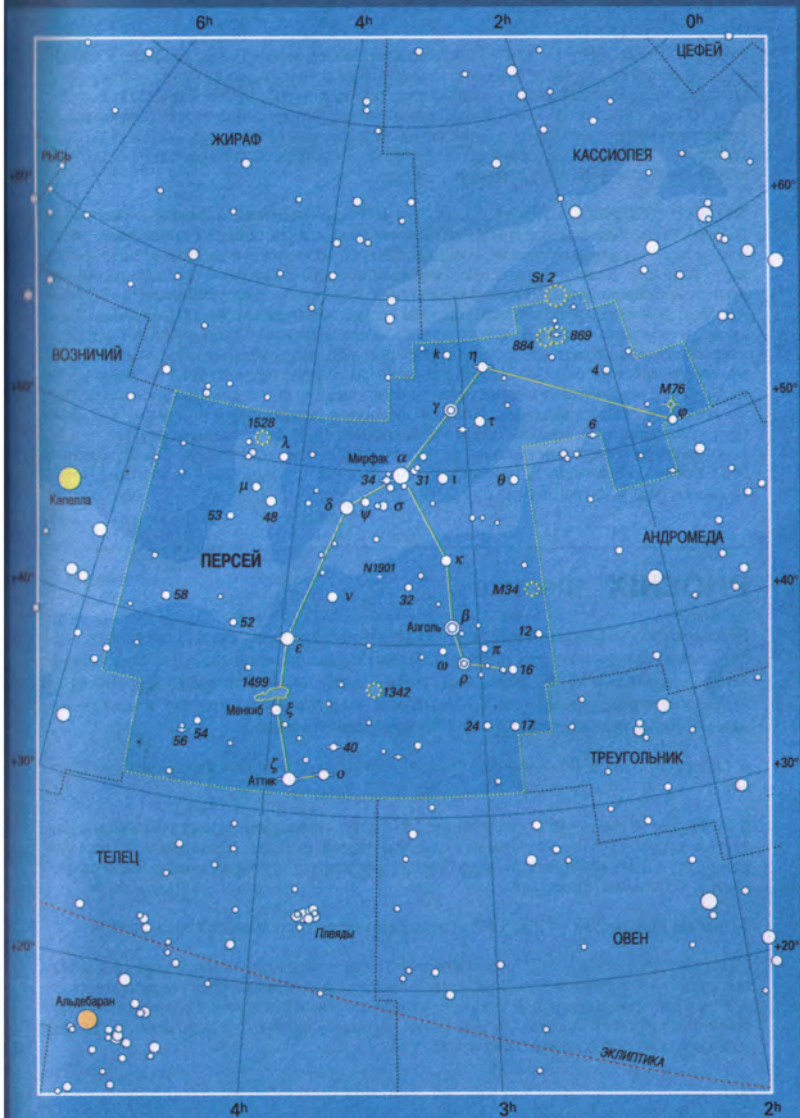 6h 4h 2h 0h
ЦЕФЕЙ
ЖИРАФ
КАССИОПЕЯ
РЫСЬ
+60° +60°
St 2
884 869
ВОЗНИЧИЙ
k η 4
M76
+50° γ τ 6 φ +50°
1528
λ
Мирфак α
34 31 ι θ
Капелла
μ 48 δ ψ σ
53
АНДРОМЕДА
ПЕРСЕЙ
κ
N1901
+40° 58 ν 32 M34 +40°
52 Алголь β 12
ε ω π
ρ 16
1499
1342
Менкиб ξ
56 54 24 17
40
ТРЕУГОЛЬНИК
+30° ζ +30°
Аттик ο
ТЕЛЕЦ
Плеяды
ОВЕН
+20° +20°
Альдебаран
ЭКЛИПТИКА
4h 3h 2h